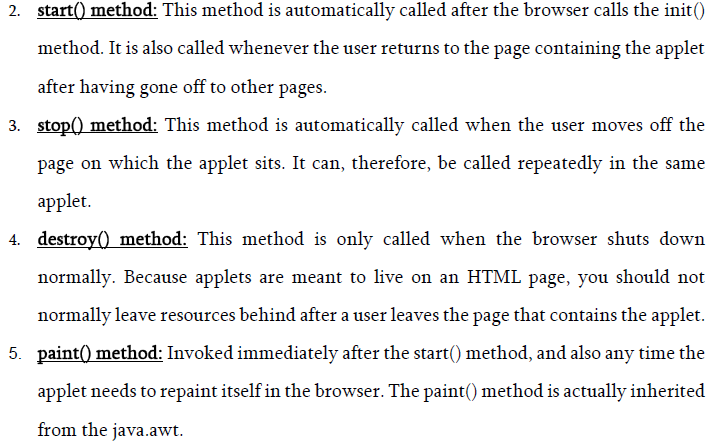 2. start() method: This method is automatically called after the browser calls the init()
method. It is also called whenever the user returns to the page containing the applet
after having gone off to other pages.
3. stop() method: This method is automatically called when the user moves off the
page on which the applet sits. It can, therefore, be called repeatedly in the same
applet.
4. destroy() method: This method is only called when the browser shuts down
normally. Because applets are meant to live on an HTML page, you should not
normally leave resources behind after a user leaves the page that contains the applet.
5. paint() method: Invoked immediately after the start() method, and also any time the
applet needs to repaint itself in the browser. The paint() method is actually inherited
from the java.awt.